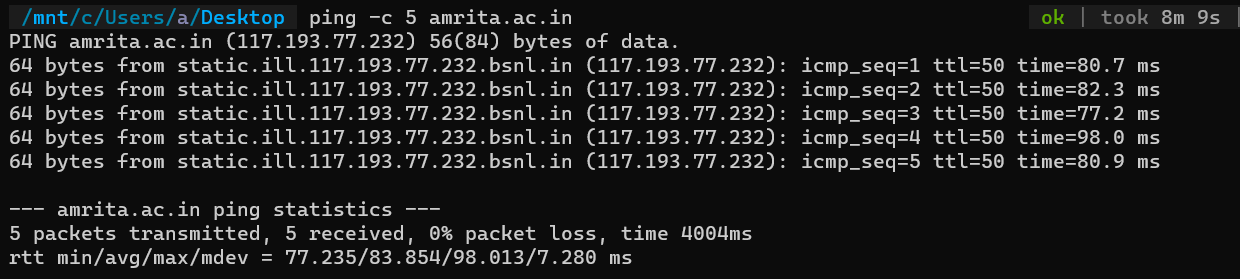 /mnt/c/Users/a/Desktop ping -c 5 amrita.ac.in ok | took 8m 9s |
PING amrita.ac.in (117.193.77.232) 56(84) bytes of data.
64 bytes from static.ill.117.193.77.232.bsnl.in (117.193.77.232): icmp_seq=1 ttl=50 time=80.7 ms
64 bytes from static.ill.117.193.77.232.bsnl.in (117.193.77.232): icmp_seq=2 ttl=50 time=82.3 ms
64 bytes from static.ill.117.193.77.232.bsnl.in (117.193.77.232): icmp_seq=3 ttl=50 time=77.2 ms
64 bytes from static.ill.117.193.77.232.bsnl.in (117.193.77.232): icmp_seq=4 ttl=50 time=98.0 ms
64 bytes from static.ill.117.193.77.232.bsnl.in (117.193.77.232): icmp_seq=5 ttl=50 time=80.9 ms

--- amrita.ac.in ping statistics ---
5 packets transmitted, 5 received, 0% packet loss, time 4004ms
rtt min/avg/max/mdev = 77.235/83.854/98.013/7.280 ms